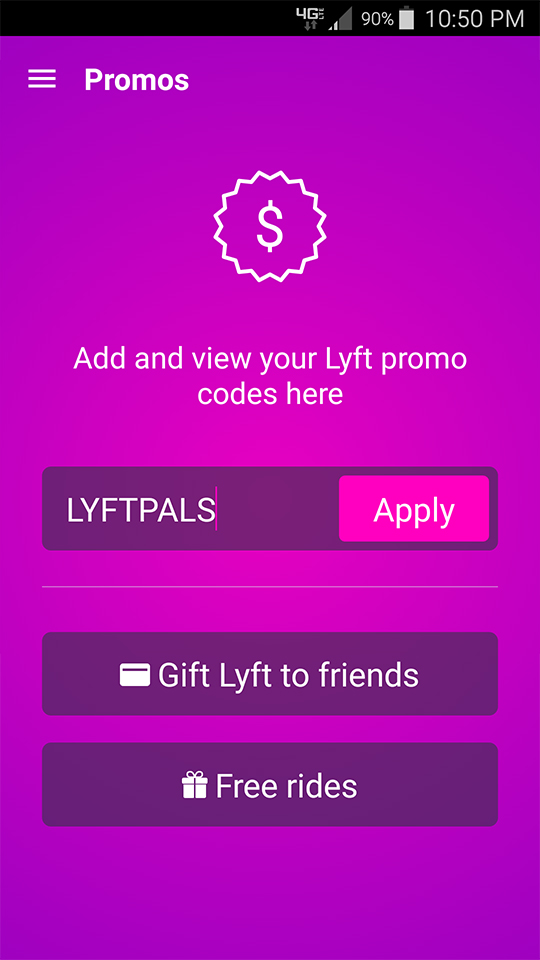 4G LTE 90% 10:50 PM
Promos
$
Add and view your Lyft promo
codes here
LYFTPALS Apply
Gift Lyft to friends
Free rides